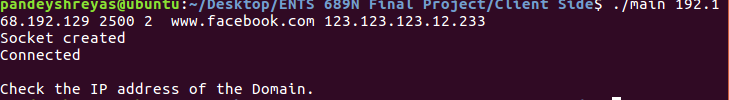 pandeyshreyas@ubuntu:~/Desktop/ENTS 689N Final Project/Client Side$ ./main 192.1
68.192.129 2500 2  www.facebook.com 123.123.123.12.233
Socket created
Connected
Check the IP address of the Domain.